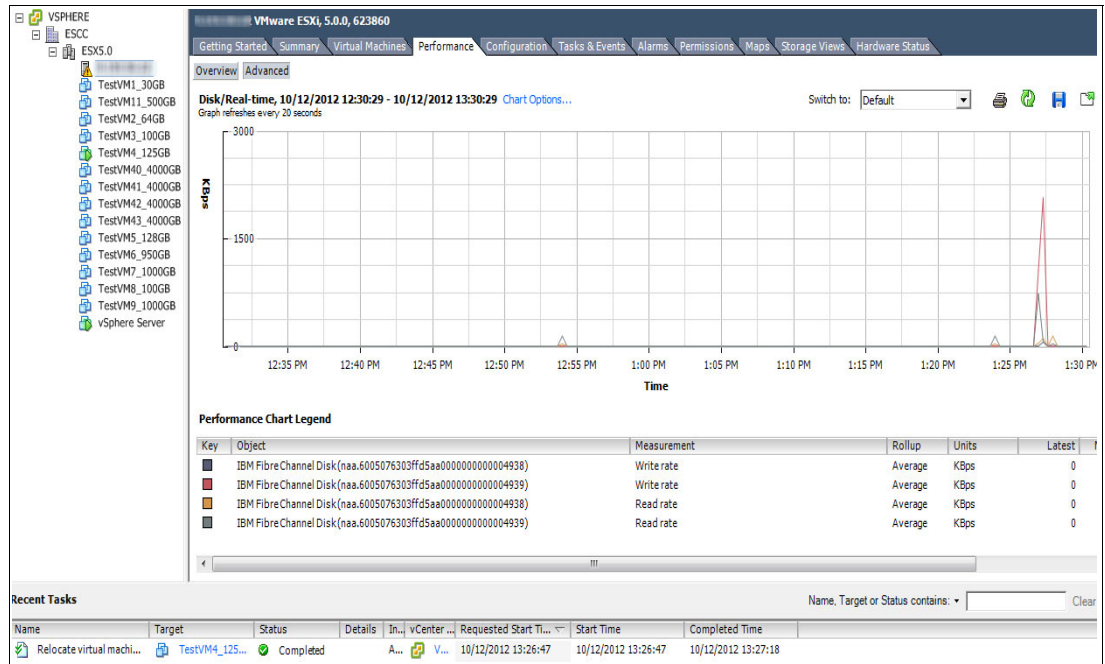 VSPHERE
ESCC
ESX5.0
TestVM1_30GB
TestVM11_500GB
TestVM2_64GB
TestVM3_100GB
TestVM4_125GB
TestVM40_4000GB
TestVM41_4000GB
TestVM42_4000GB
TestVM43_4000GB
TestVM5_128GB
TestVM6_950GB
TestVM7_1000GB
TestVM8_100GB
TestVM9_1000GB
vSphere Server
VMware ESXi, 5.0.0, 623860
Getting Started Summary Virtual Machines Performance Configuration Tasks & Events Alarms Permissions Maps Storage Views Hardware Status
Overview Advanced
Disk/Real-time, 10/12/2012 12:30:29 - 10/12/2012 13:30:29 Chart Options... Switch to: Default
Graph refreshes every 20 seconds
3000
KBps
1500
0
12:35 PM 12:40 PM 12:45 PM 12:50 PM 12:55 PM 1:00 PM 1:05 PM 1:10 PM 1:15 PM 1:20 PM 1:25 PM 1:30 PM
Time
Performance Chart Legend
Key Object Measurement Rollup Units Latest
IBM Fibre Channel Disk (naa.6005076303ffd5aa0000000000004938) Write rate Average KBps 0
IBM Fibre Channel Disk (naa.6005076303ffd5aa0000000000004939) Write rate Average KBps 0
IBM Fibre Channel Disk (naa.6005076303ffd5aa0000000000004938) Read rate Average KBps 0
IBM Fibre Channel Disk (naa.6005076303ffd5aa0000000000004939) Read rate Average KBps 0
Recent Tasks Name, Target or Status contains: Clear
Name Target Status Details In... vCenter ... Requested Start Ti... Start Time Completed Time
Relocate virtual machi... TestVM4_125... Completed A... V... 10/12/2012 13:26:47 10/12/2012 13:26:47 10/12/2012 13:27:18